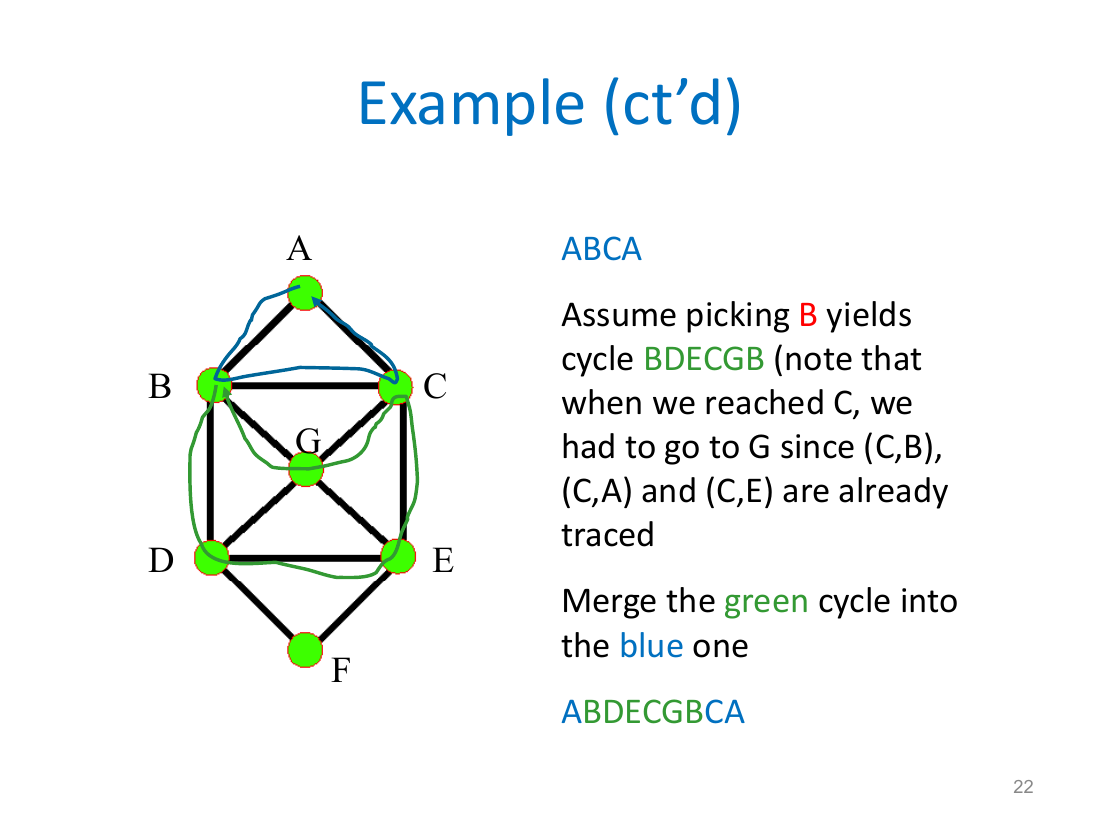 Example (ct’d)
A
B
C
G
D
E
F
ABCA
Assume picking B yields
cycle BDECGB (note that
when we reached C, we
had to go to G since (C,B),
(C,A) and (C,E) are already
traced
Merge the green cycle into
the blue one
ABDECGBCA
22